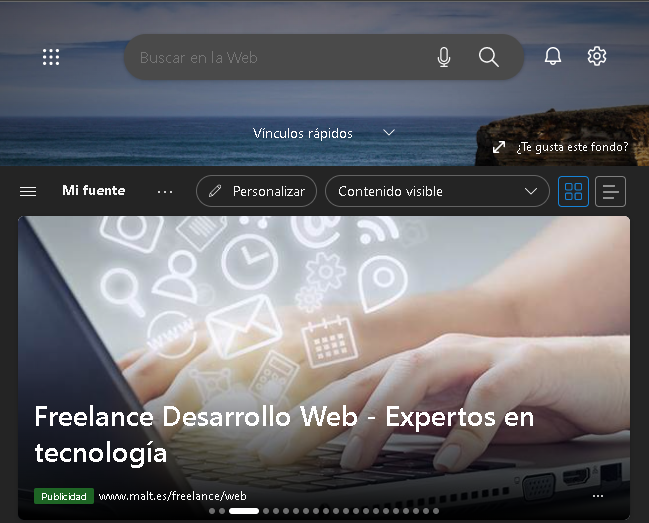 Buscar en la Web
Vínculos rápidos
¿Te gusta este fondo?
Mi fuente
Personalizar
Contenido visible
www
Freelance Desarrollo Web - Expertos en
tecnología
Publicidad www.malt.es/freelance/web